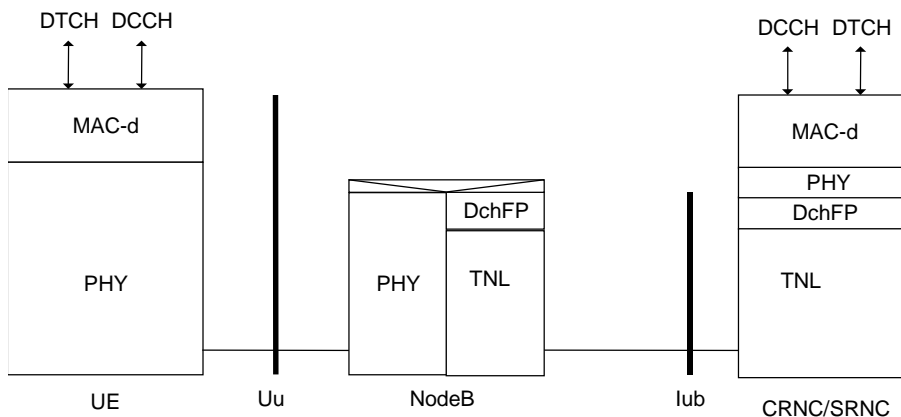 DTCH DCCH
DCCH DTCH
MAC-d
MAC-d
PHY
DchFP
DchFP
PHY
PHY
TNL
TNL
UE
Uu
NodeB
Iub
CRNC/SRNC